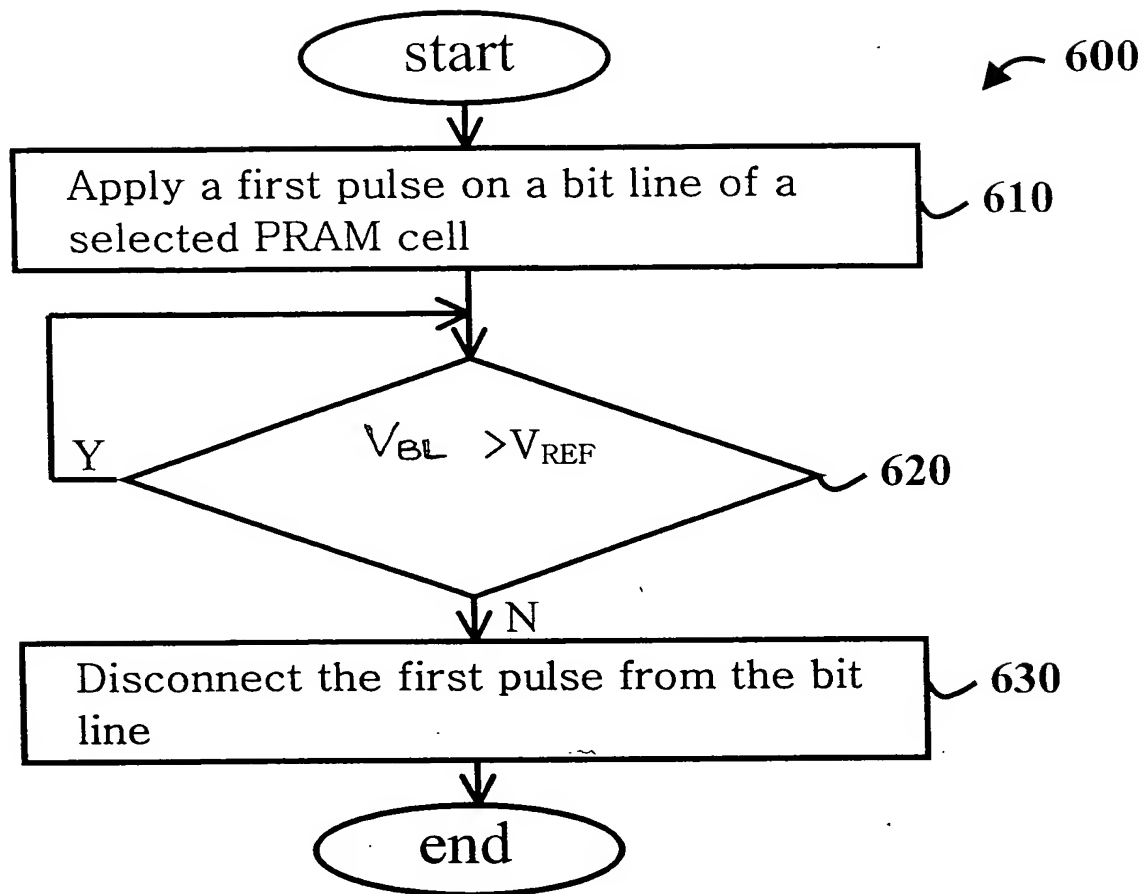 start
600
Apply a first pulse on a bit line of a
selected PRAM cell
610
VBL >VREF
Y
620
N
Disconnect the first pulse from the bit
line
630
end